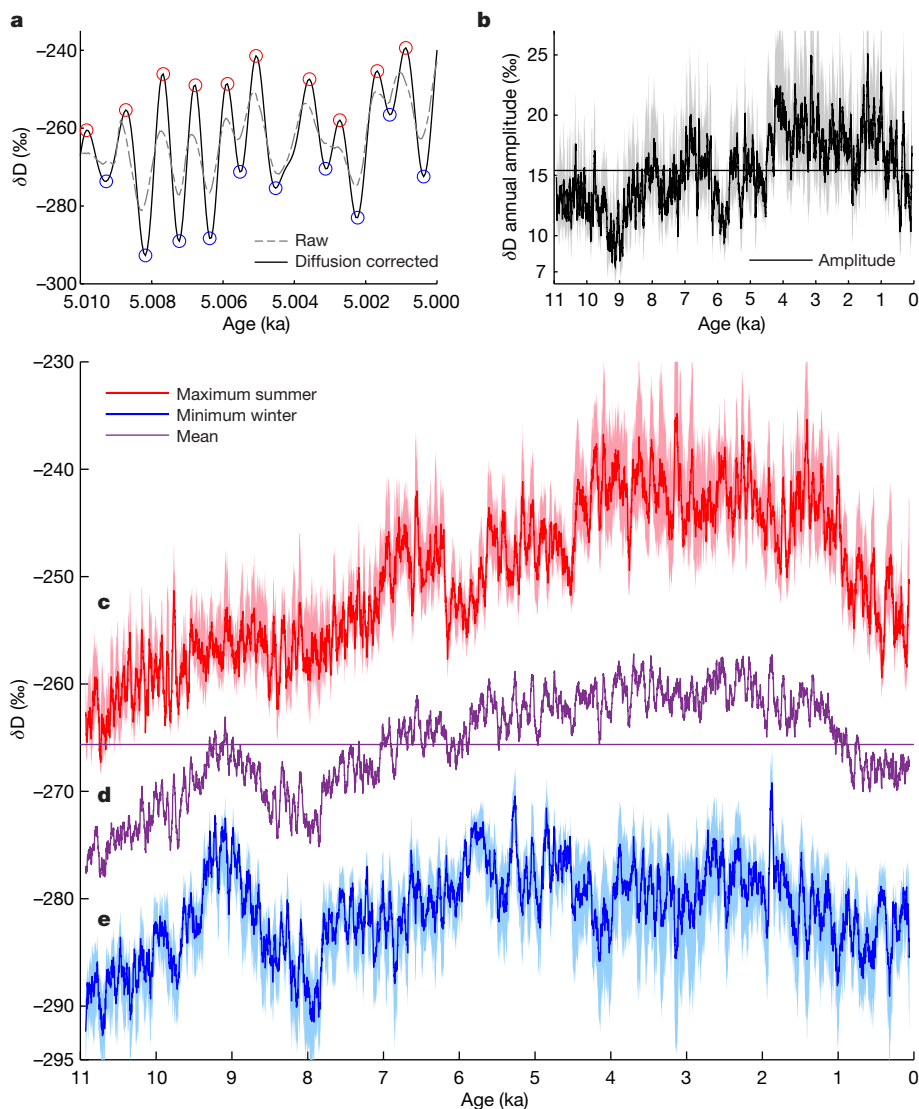 a
δD (‰)
−240
−260
−280
−300
Raw
Diffusion corrected
5.010 5.008 5.006 5.004 5.002 5.000
Age (ka)
b
δD annual amplitude (‰)
25
20
15
10
7
Amplitude
11 10 9 8 7 6 5 4 3 2 1 0
Age (ka)
−230
−240
−250
−260
−270
−280
−290
−295
δD (‰)
Maximum summer
Minimum winter
Mean
c
d
e
11 10 9 8 7 6 5 4 3 2 1 0
Age (ka)